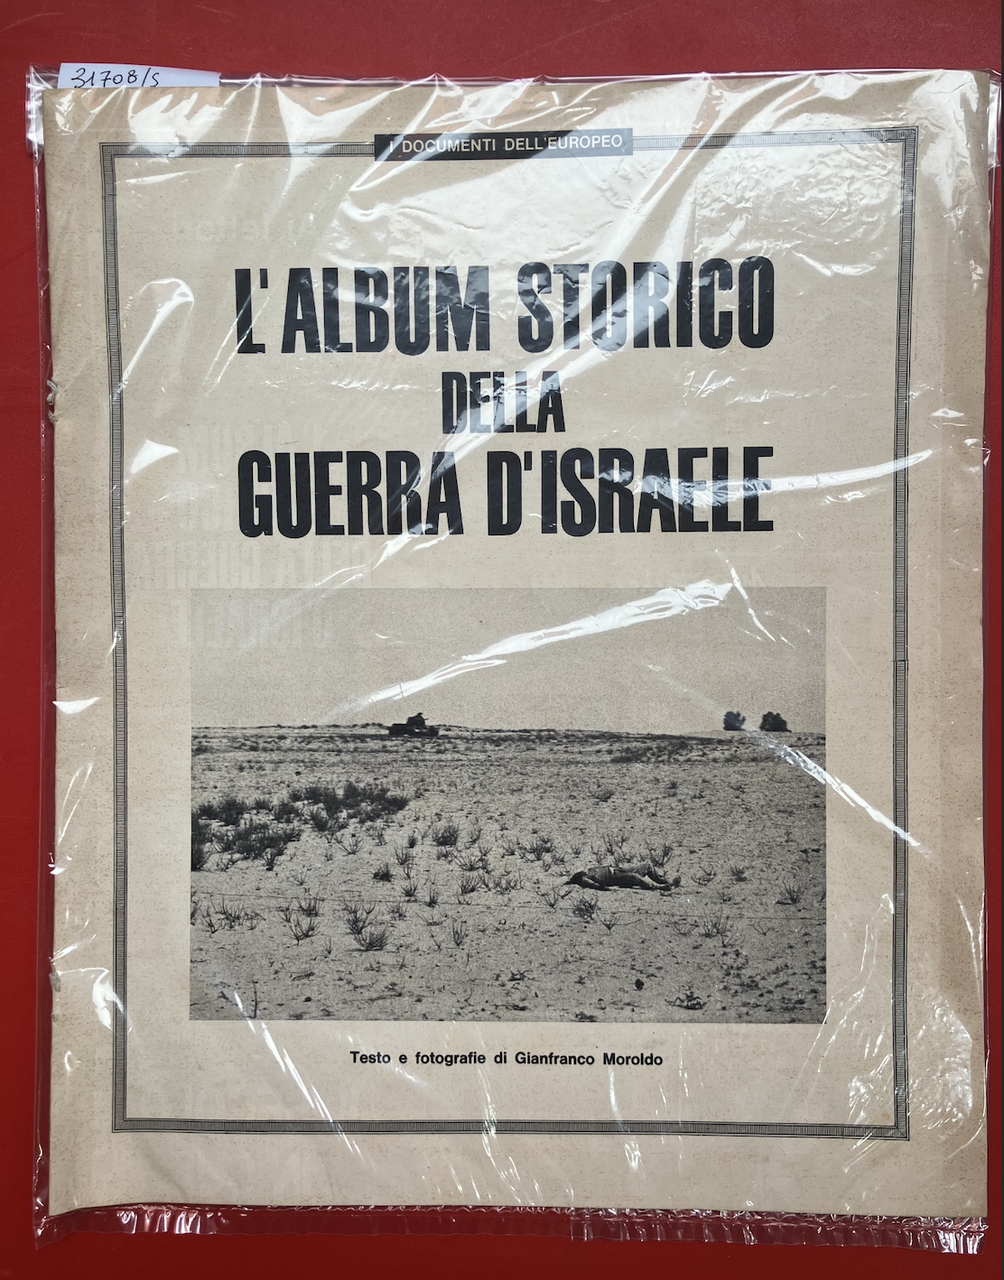 31708/S
I DOCUMENTI DELL'EUROPEO
L'ALBUM STORICO
DELLA
GUERRA D'ISRAELE
Testo e fotografie di Gianfranco Moroldo